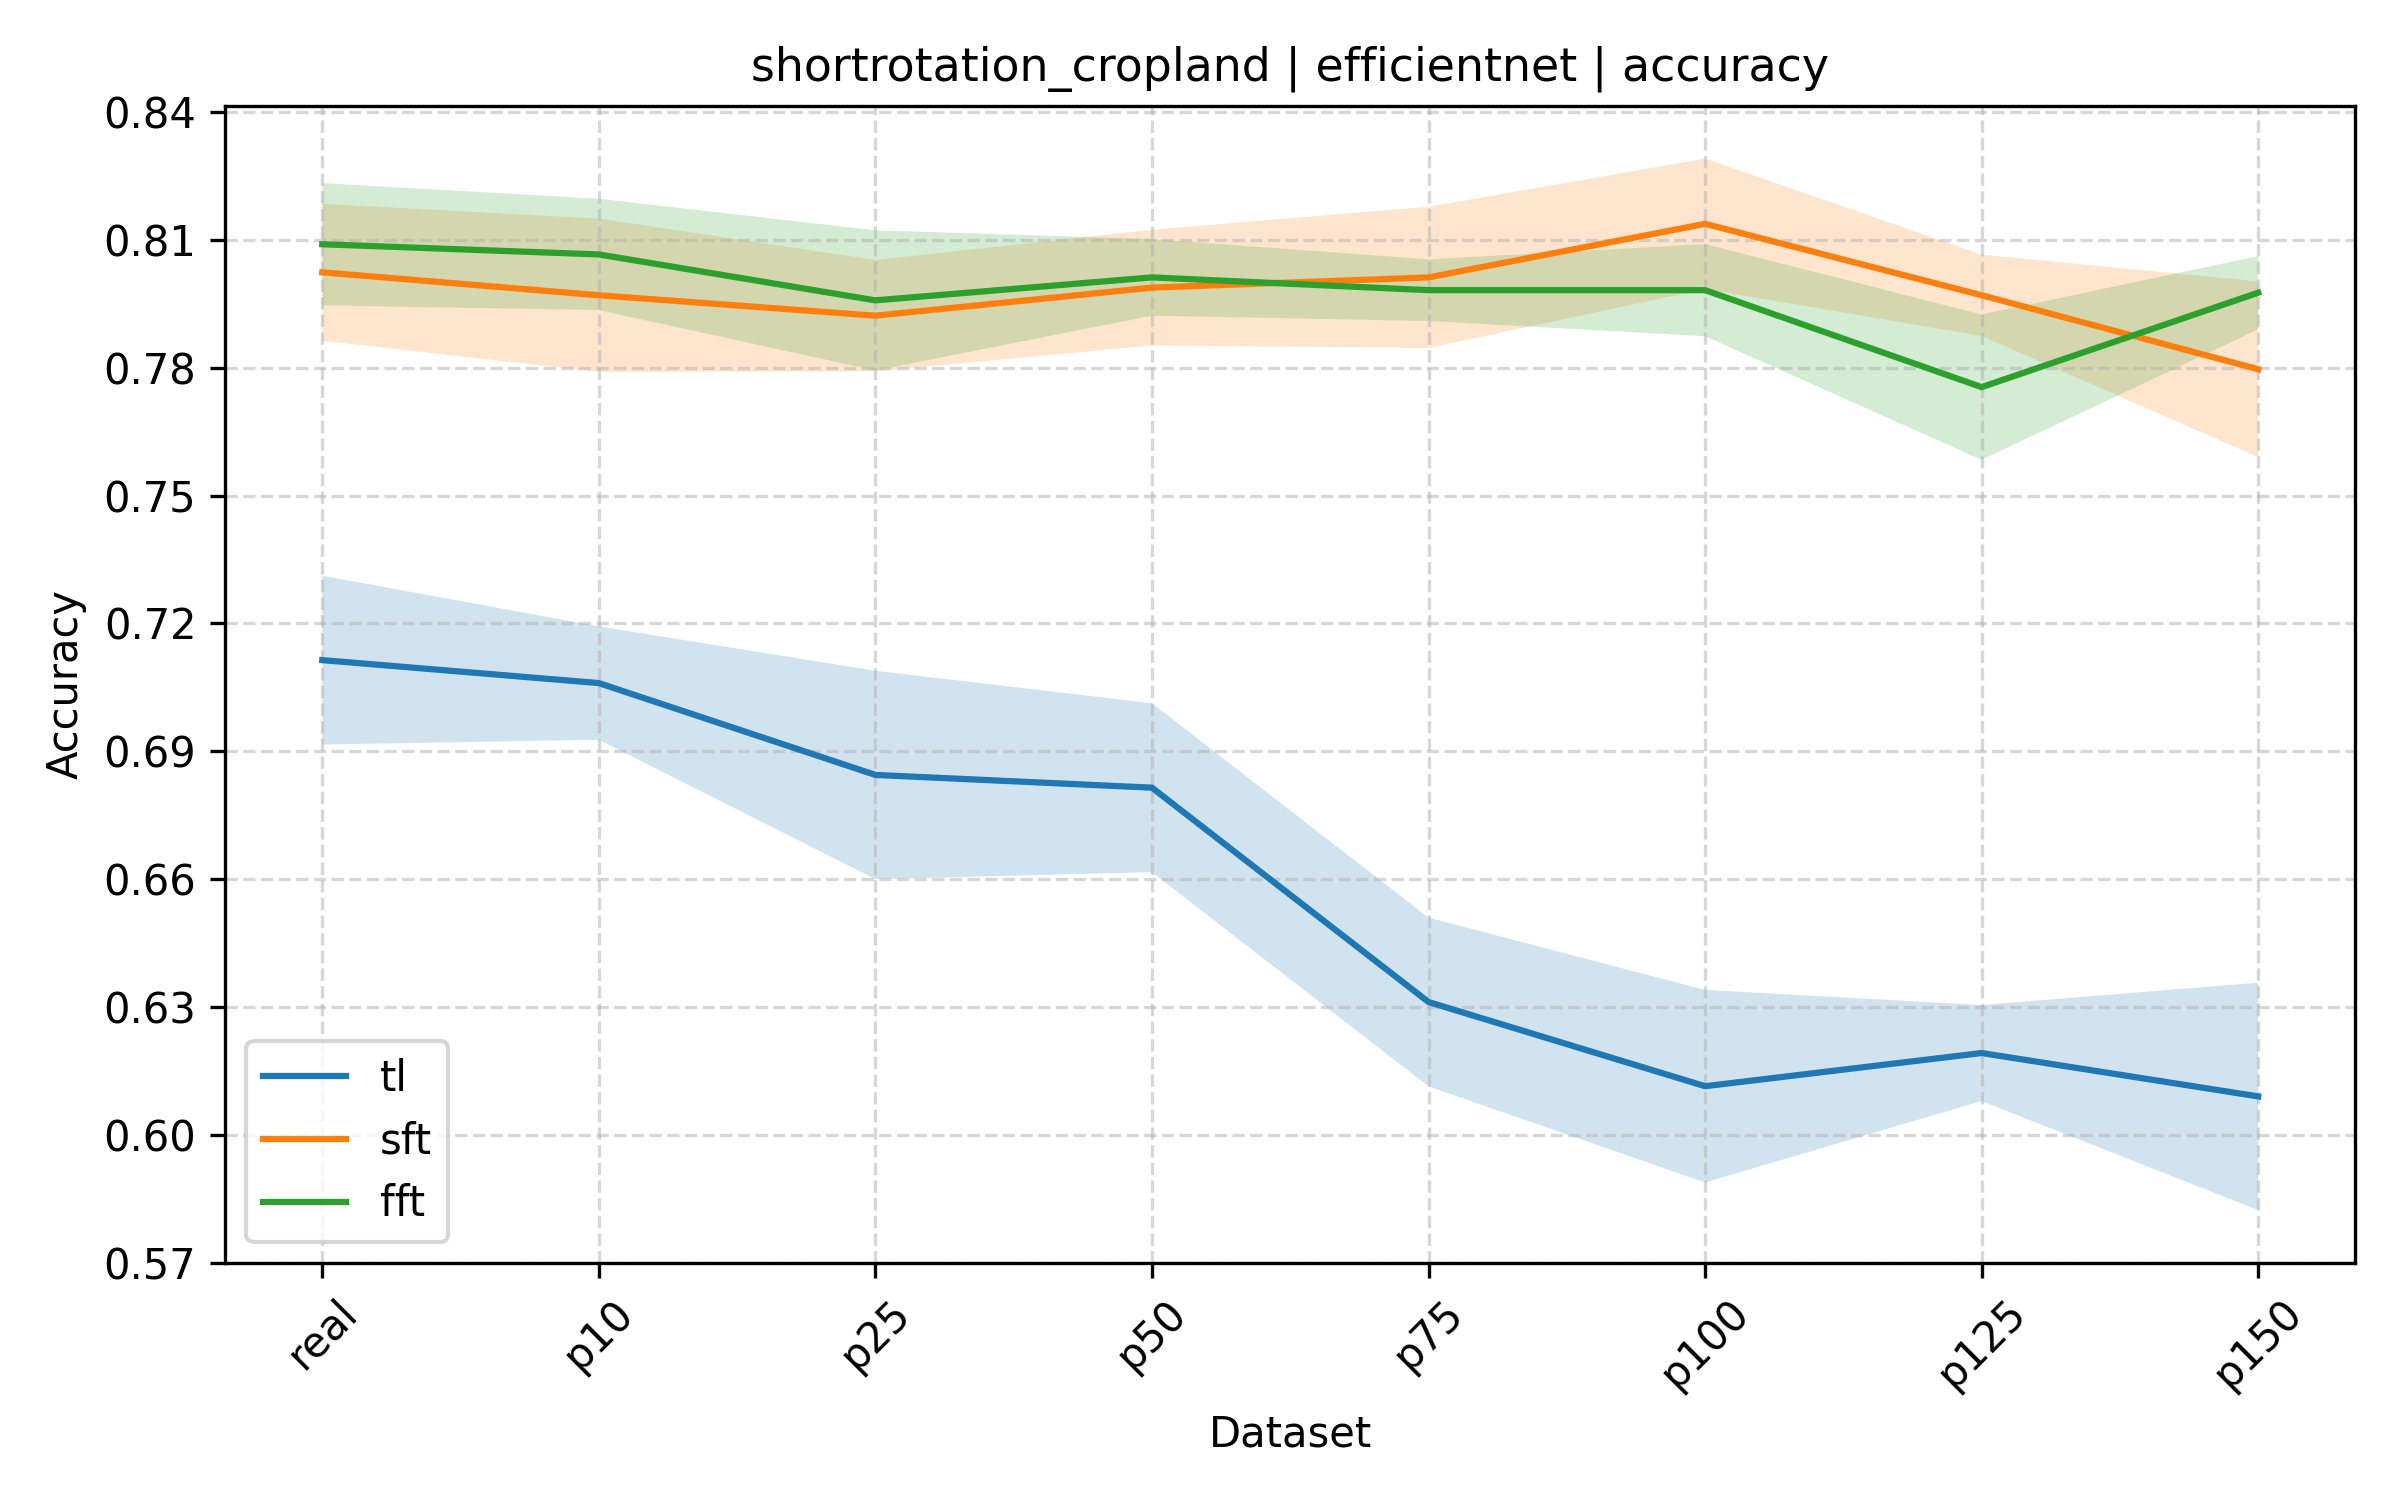 shortrotation_cropland | efficientnet | accuracy
0.84
0.81
0.78
0.75
0.72
0.69
0.66
0.63
0.60
0.57
Accuracy
tl
sft
fft
real
p10
p25
p50
p75
p100
p125
p150
Dataset